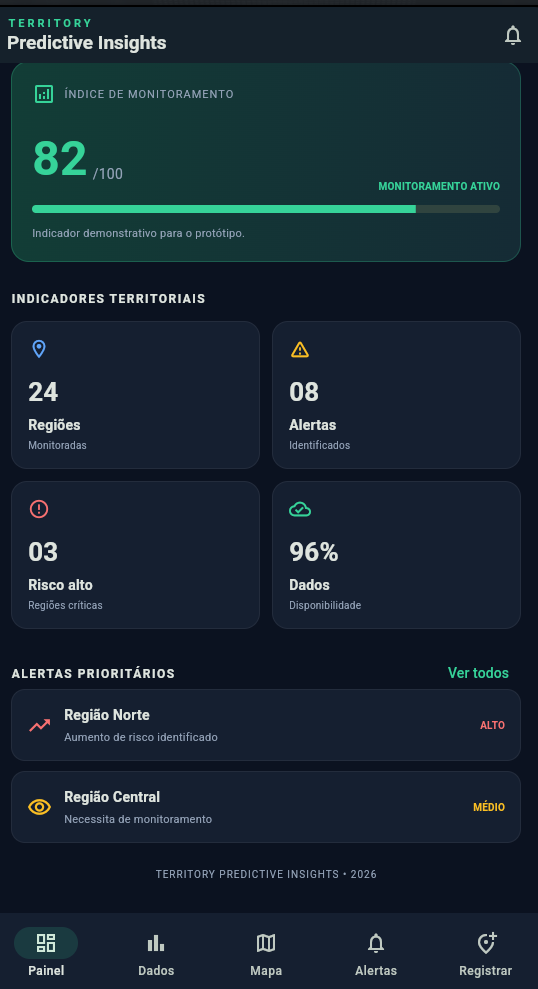 TERRITORY
Predictive Insights
ÍNDICE DE MONITORAMENTO
82 /100
MONITORAMENTO ATIVO
Indicador demonstrativo para o protótipo.
INDICADORES TERRITORIAIS
24
Regiões
Monitoradas
08
Alertas
Identificados
03
Risco alto
Regiões críticas
96%
Dados
Disponibilidade
ALERTAS PRIORITÁRIOS
Ver todos
Região Norte
Aumento de risco identificado
ALTO
Região Central
Necessita de monitoramento
MÉDIO
TERRITORY PREDICTIVE INSIGHTS • 2026
Painel
Dados
Mapa
Alertas
Registrar